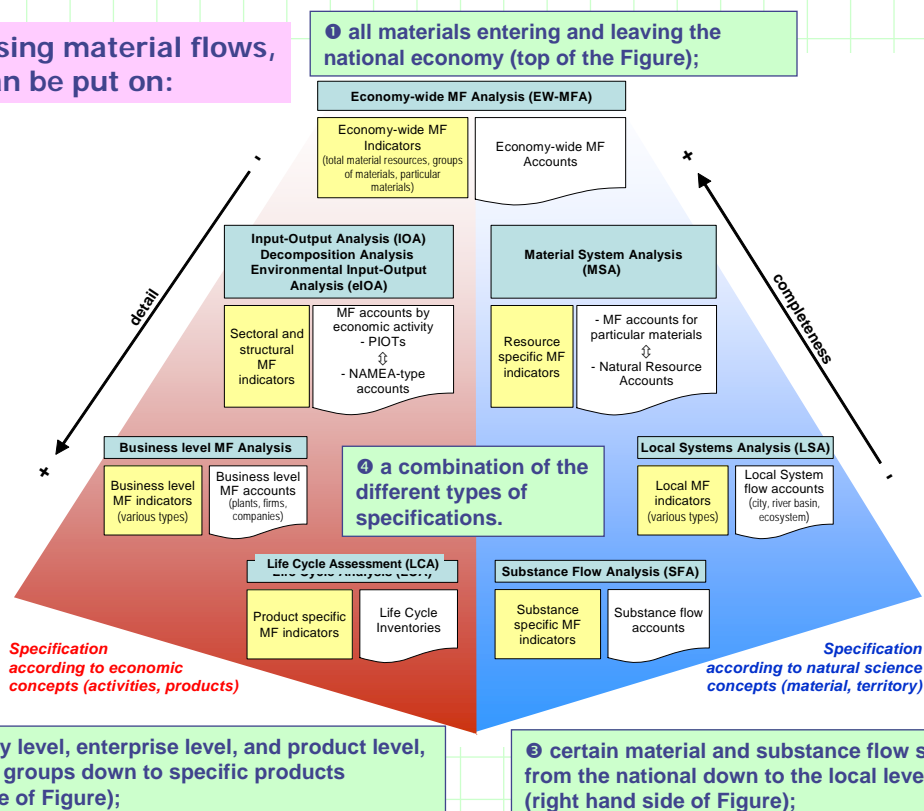 sing material flows,
an be put on:
❶ all materials entering and leaving the
national economy (top of the Figure);
Economy-wide MF Analysis (EW-MFA)
Economy-wide MF
Indicators
(total material resources, groups
of materials, particular
materials)
Economy-wide MF
Accounts
-
+
detail
completeness
+
-
Input-Output Analysis (IOA)
Decomposition Analysis
Environmental Input-Output
Analysis (eIOA)
Sectoral and
structural
MF
indicators
MF accounts by
economic activity
- PIOTs
⇕
- NAMEA-type
accounts
Material System Analysis
(MSA)
Resource
specific MF
indicators
- MF accounts for
particular materials
⇕
- Natural Resource
Accounts
Business level MF Analysis
Business level
MF indicators
(various types)
Business level
MF accounts
(plants, firms,
companies)
❹ a combination of the
different types of
specifications.
Local Systems Analysis (LSA)
Local MF
indicators
(various types)
Local System
flow accounts
(city, river basin,
ecosystem)
Life Cycle Assessment (LCA)
Product specific
MF indicators
Life Cycle
Inventories
Substance Flow Analysis (SFA)
Substance
specific MF
indicators
Substance flow
accounts
Specification
according to economic
concepts (activities, products)
Specification
according to natural science
concepts (material, territory)
y level, enterprise level, and product level,
groups down to specific products
e of Figure);
❸ certain material and substance flow s
from the national down to the local leve
(right hand side of Figure);